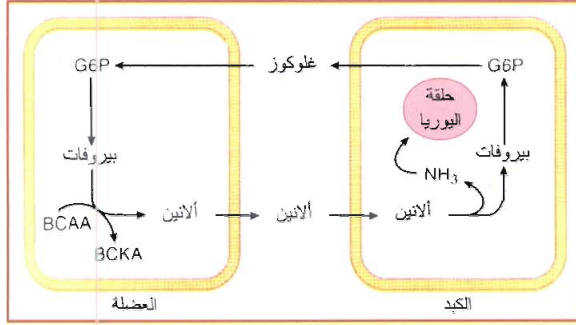 G6P
غلوكوز
G6P
حلقة
اليوريا
بيروفات
بيروفات
NH3
BCAA
BCKA
ألانين
ألانين
ألانين
العضلة
الكبد